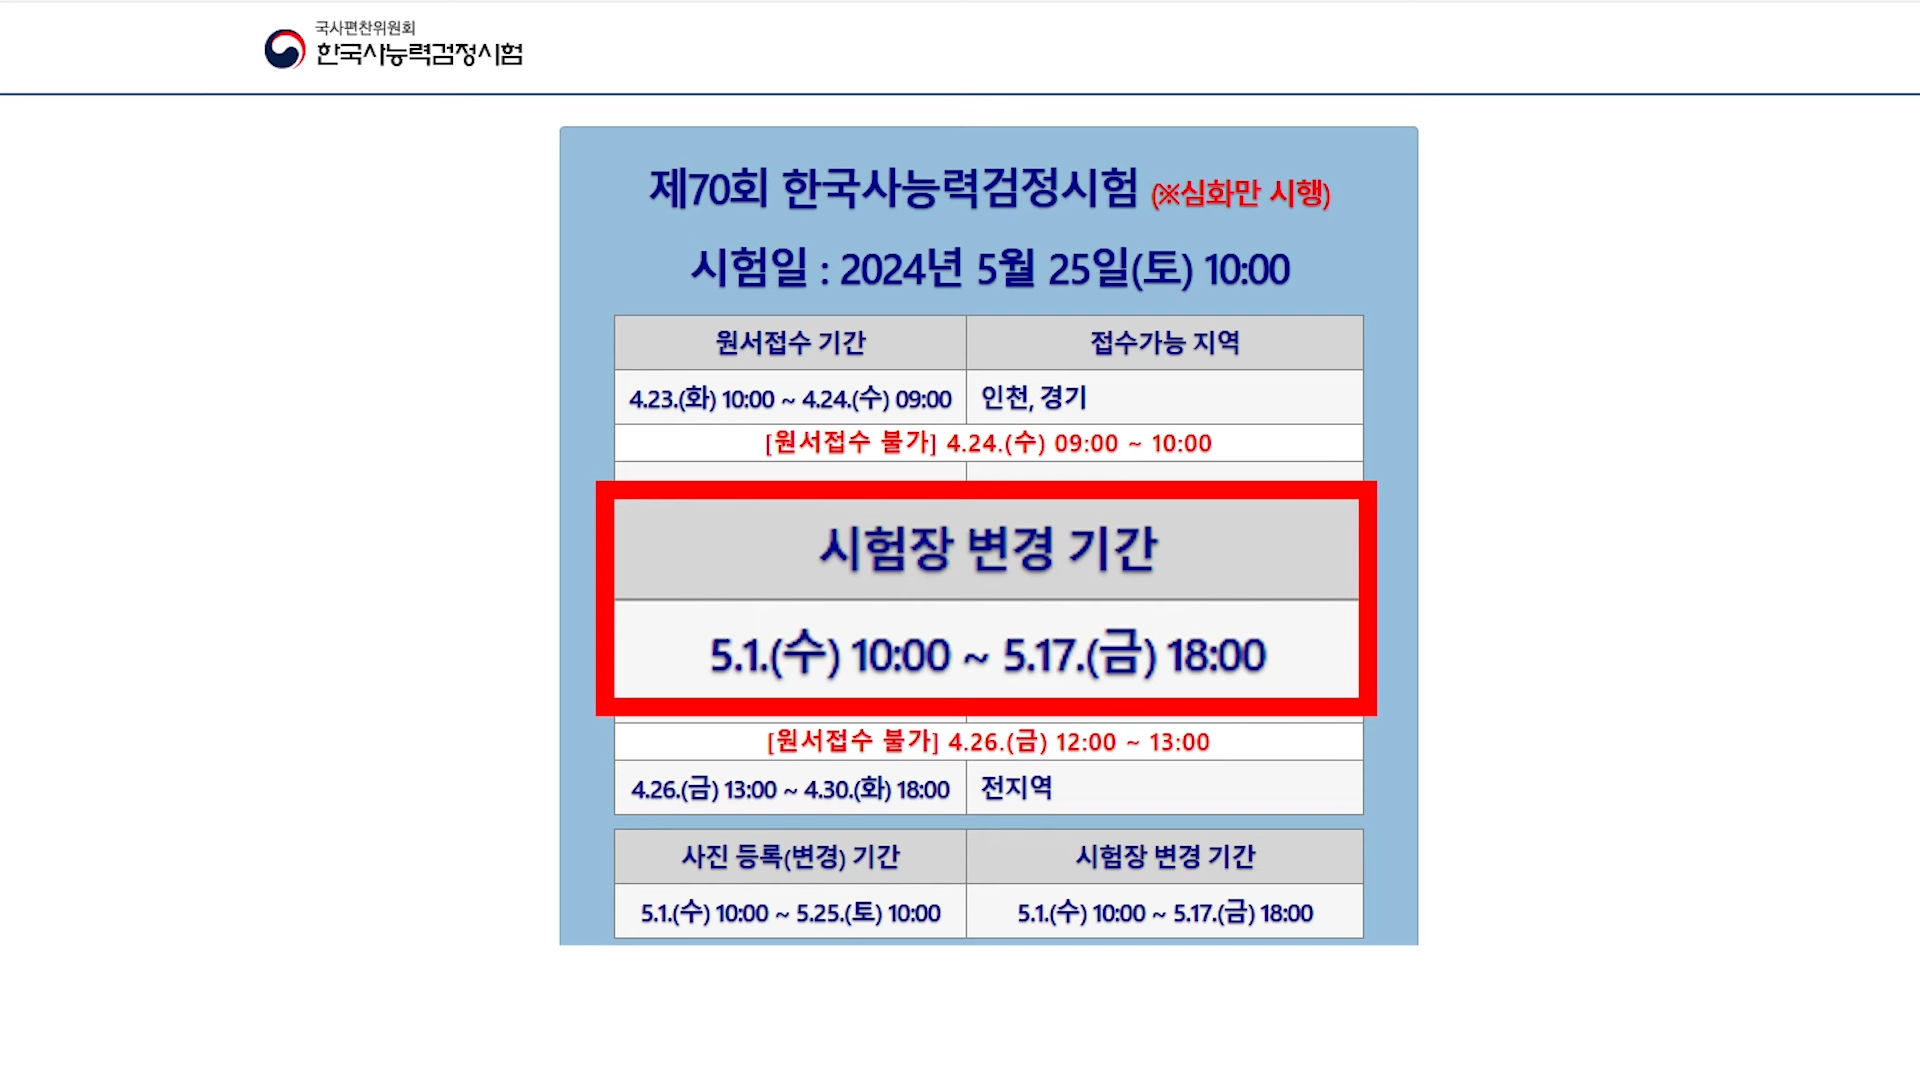 국사편찬위원회
한국사능력검정시험
제70회 한국사능력검정시험 (※심화만 시행)
시험일 : 2024년 5월 25일(토) 10:00
원서접수 기간 접수가능 지역
4.23.(화) 10:00 ~ 4.24.(수) 09:00 인천, 경기
[원서접수 불가] 4.24.(수) 09:00 ~ 10:00
시험장 변경 기간
5.1.(수) 10:00 ~ 5.17.(금) 18:00
[원서접수 불가] 4.26.(금) 12:00 ~ 13:00
4.26.(금) 13:00 ~ 4.30.(화) 18:00 전지역
사진 등록(변경) 기간 시험장 변경 기간
5.1.(수) 10:00 ~ 5.25.(토) 10:00 5.1.(수) 10:00 ~ 5.17.(금) 18:00